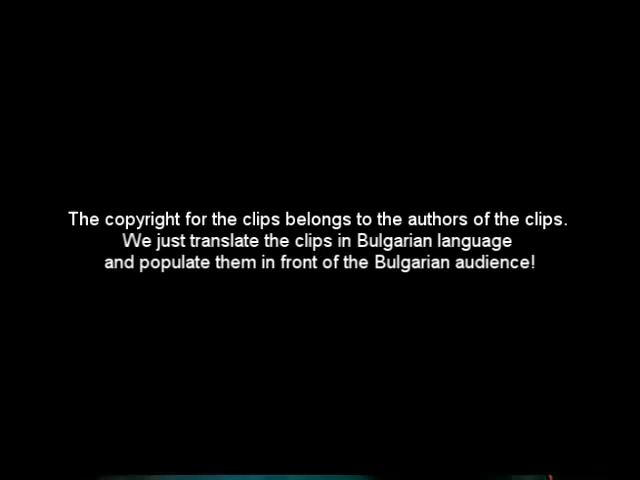 The copyright for the clips belongs to the authors of the clips.
We just translate the clips in Bulgarian language
and populate them in front of the Bulgarian audience!